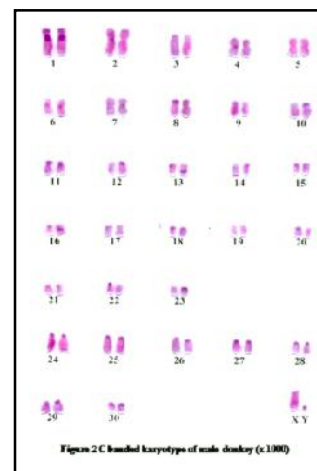 1 2 3 4 5
6 7 8 9 10
11 12 13 14 15
16 17 18 19 20
21 22 23
24 25 26 27 28
29 30 X Y
Figure 2 C banded karyotype of male donkey (x 1000)